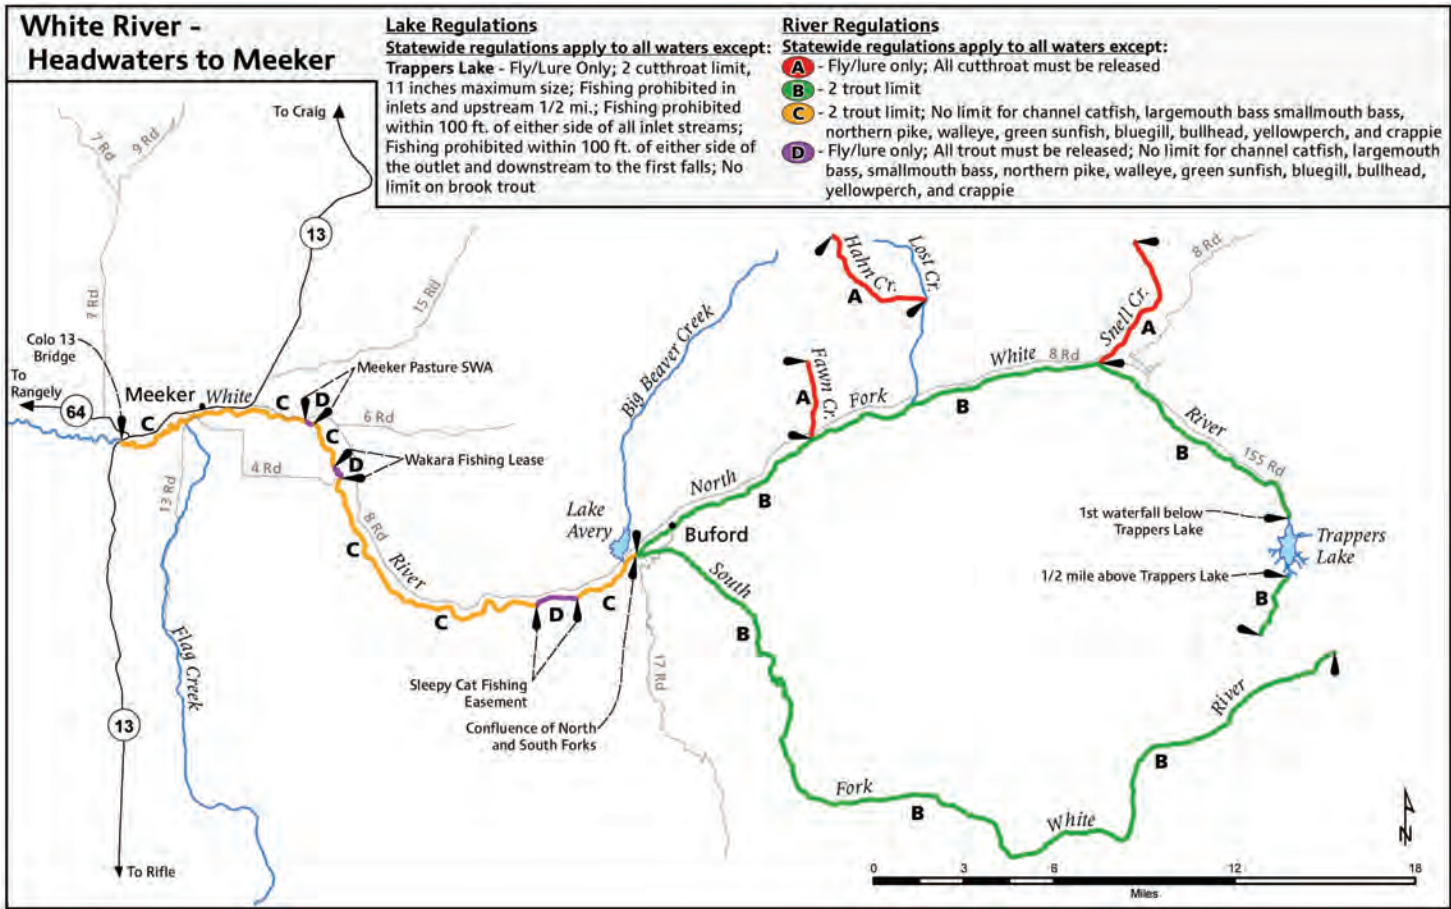 White River -
Headwaters to Meeker
Lake Regulations
Statewide regulations apply to all waters except:
Trappers Lake - Fly/Lure Only; 2 cutthroat limit,
11 inches maximum size; Fishing prohibited in
inlets and upstream 1/2 mi.; Fishing prohibited
within 100 ft. of either side of all inlet streams;
Fishing prohibited within 100 ft. of either side of
the outlet and downstream to the first falls; No
limit on brook trout
River Regulations
Statewide regulations apply to all waters except:
A - Fly/lure only; All cutthroat must be released
B - 2 trout limit
C - 2 trout limit; No limit for channel catfish, largemouth bass smallmouth bass,
northern pike, walleye, green sunfish, bluegill, bullhead, yellowperch, and crappie
D - Fly/lure only; All trout must be released; No limit for channel catfish, largemouth
bass, smallmouth bass, northern pike, walleye, green sunfish, bluegill, bullhead,
yellowperch, and crappie
To Craig
7 Rd
9 Rd
13
15 Rd
7 Rd
Colo 13
Bridge
To
Rangely
64
Meeker
White
C
C
D
Meeker Pasture SWA
6 Rd
C
D
Wakara Fishing Lease
4 Rd
13 Rd
8 Rd
C
River
C
D
C
Sleepy Cat Fishing
Easement
Confluence of North
and South Forks
Flag Creek
13
To Rifle
Big Beaver Creek
Lake
Avery
Buford
17 Rd
Hahn Cr.
A
Lost Cr.
Fawn Cr.
A
North
Fork
White
8 Rd
B
B
Snell Cr.
A
8 Rd
River
B
155 Rd
1st waterfall below
Trappers Lake
Trappers
Lake
1/2 mile above Trappers Lake
B
South
B
Fork
B
White
B
River
N
0
3
6
12
18
Miles